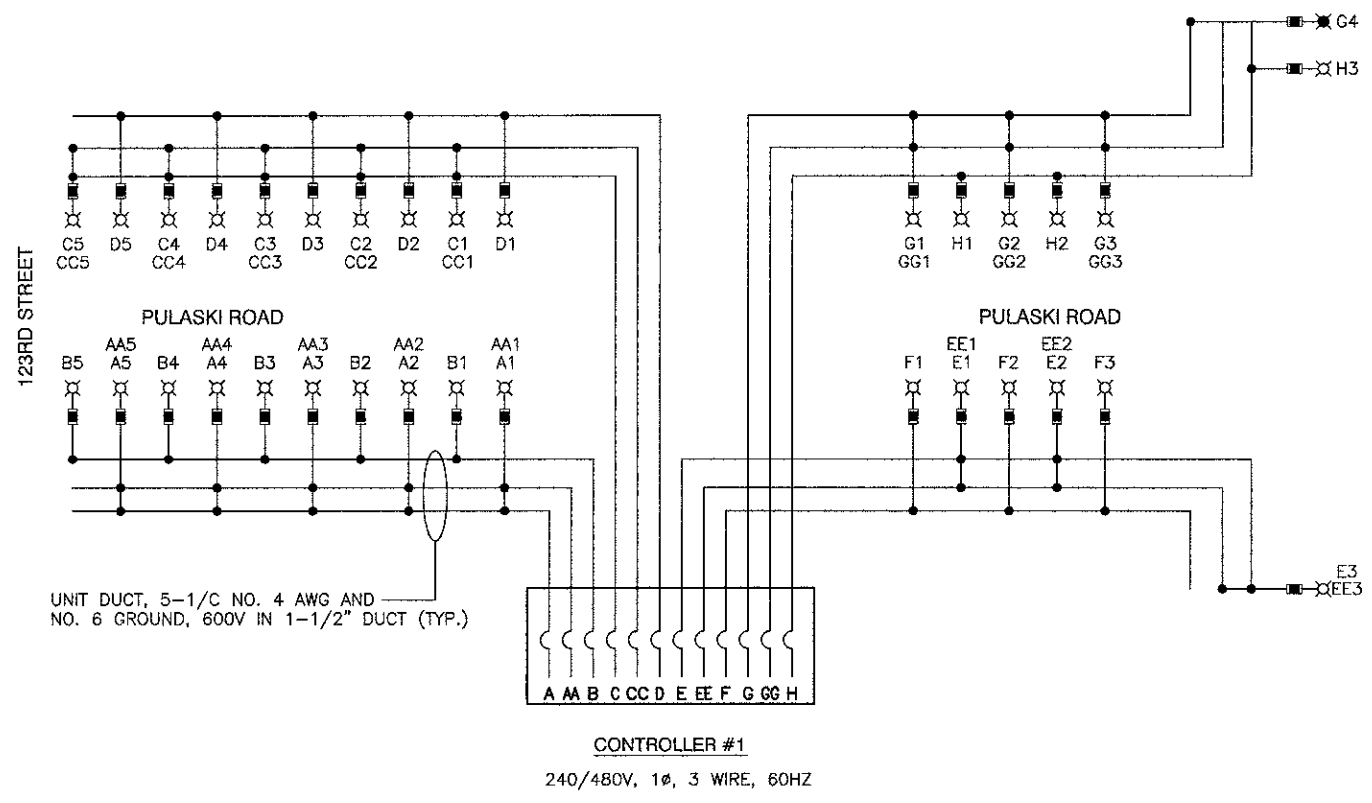 G4
H3
C5 D5 C4 D4 C3 D3 C2 D2 C1 D1
CC5 CC4 CC3 CC2 CC1
G1 H1 G2 H2 G3
GG1 GG2 GG3
123RD STREET
PULASKI ROAD
PULASKI ROAD
AA5 AA4 AA3 AA2 AA1
B5 A5 B4 A4 B3 A3 B2 A2 B1 A1
EE1 EE2
F1 E1 F2 E2 F3
E3
EE3
UNIT DUCT, 5-1/C NO. 4 AWG AND
NO. 6 GROUND, 600V IN 1-1/2" DUCT (TYP.)
A AA B C CC D E EE F G GG H
CONTROLLER #1
240/480V, 1ø, 3 WIRE, 60HZ